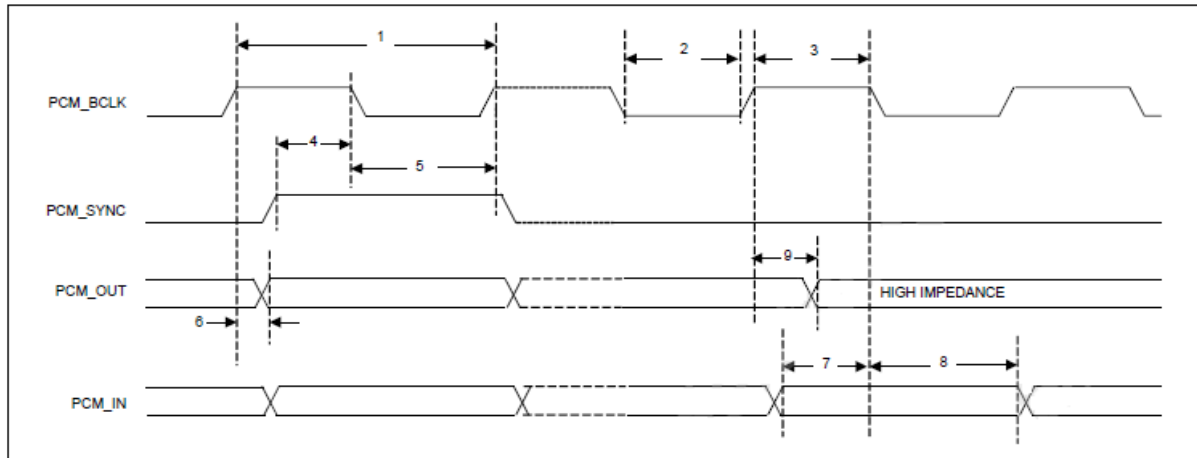 1
2
3
PCM_BCLK
4
5
PCM_SYNC
9
PCM_OUT
HIGH IMPEDANCE
6
7
8
PCM_IN